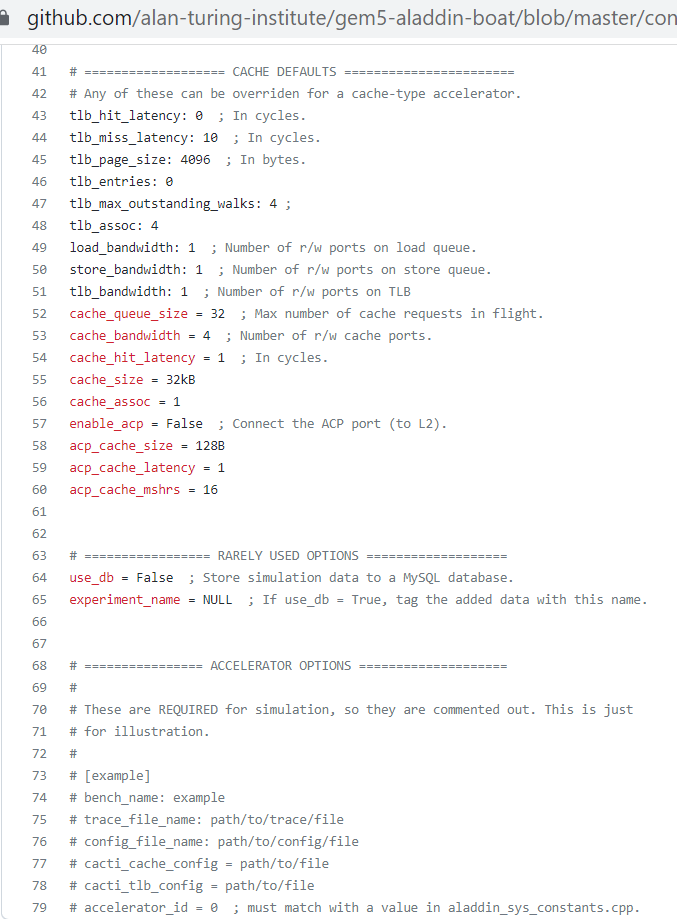 github.com/alan-turing-institute/gem5-aladdin-boat/blob/master/con
40
41 # =================== CACHE DEFAULTS =======================
42 # Any of these can be overriden for a cache-type accelerator.
43 tlb_hit_latency: 0  ; In cycles.
44 tlb_miss_latency: 10  ; In cycles.
45 tlb_page_size: 4096  ; In bytes.
46 tlb_entries: 0
47 tlb_max_outstanding_walks: 4 ;
48 tlb_assoc: 4
49 load_bandwidth: 1  ; Number of r/w ports on load queue.
50 store_bandwidth: 1  ; Number of r/w ports on store queue.
51 tlb_bandwidth: 1  ; Number of r/w ports on TLB
52 cache_queue_size = 32  ; Max number of cache requests in flight.
53 cache_bandwidth = 4  ; Number of r/w cache ports.
54 cache_hit_latency = 1  ; In cycles.
55 cache_size = 32kB
56 cache_assoc = 1
57 enable_acp = False  ; Connect the ACP port (to L2).
58 acp_cache_size = 128B
59 acp_cache_latency = 1
60 acp_cache_mshrs = 16
61
62
63 # ================= RARELY USED OPTIONS ===================
64 use_db = False  ; Store simulation data to a MySQL database.
65 experiment_name = NULL  ; If use_db = True, tag the added data with this name.
66
67
68 # ================ ACCELERATOR OPTIONS ====================
69 #
70 # These are REQUIRED for simulation, so they are commented out. This is just
71 # for illustration.
72 #
73 # [example]
74 # bench_name: example
75 # trace_file_name: path/to/trace/file
76 # config_file_name: path/to/config/file
77 # cacti_cache_config = path/to/file
78 # cacti_tlb_config = path/to/file
79 # accelerator_id = 0  ; must match with a value in aladdin_sys_constants.cpp.